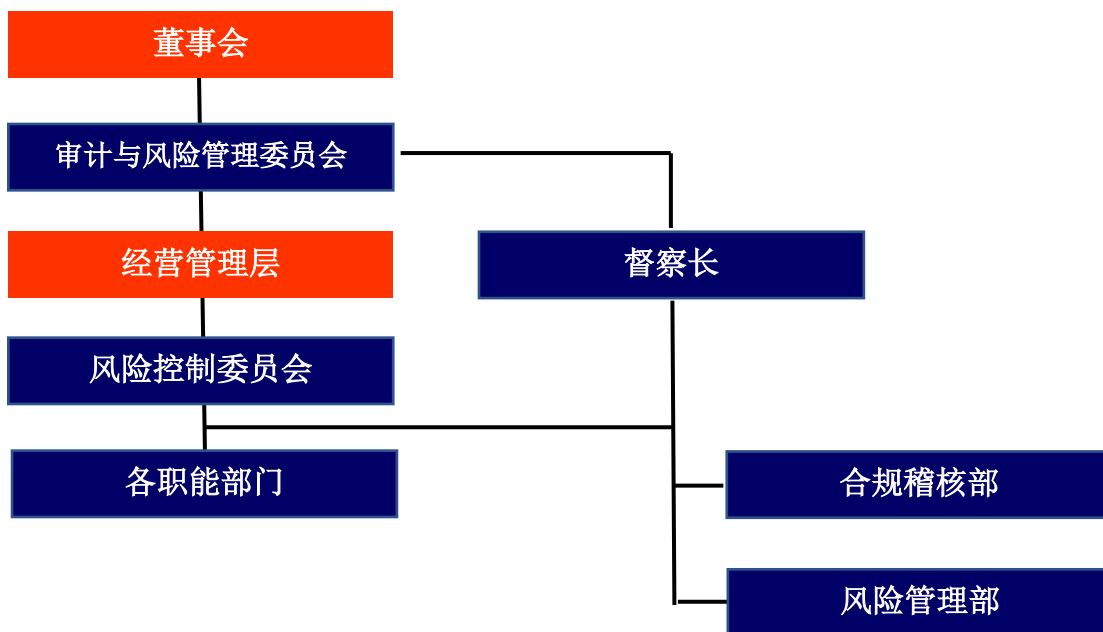 董事会
审计与风险管理委员会
经营管理层
督察长
风险控制委员会
各职能部门
合规稽核部
风险管理部